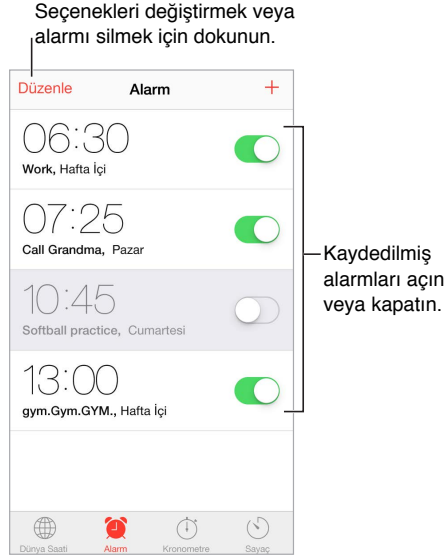 Seçenekleri değiştirmek veya
alarmı silmek için dokunun.
Düzenle Alarm +
06:30
Work, Hafta İçi
07:25
Call Grandma, Pazar
Kaydedilmiş
alarmları açın
veya kapatın.
10:45
Softball practice, Cumartesi
13:00
gym.Gym.GYM., Hafta İçi
Dünya Saati Alarm Kronometre Sayaç